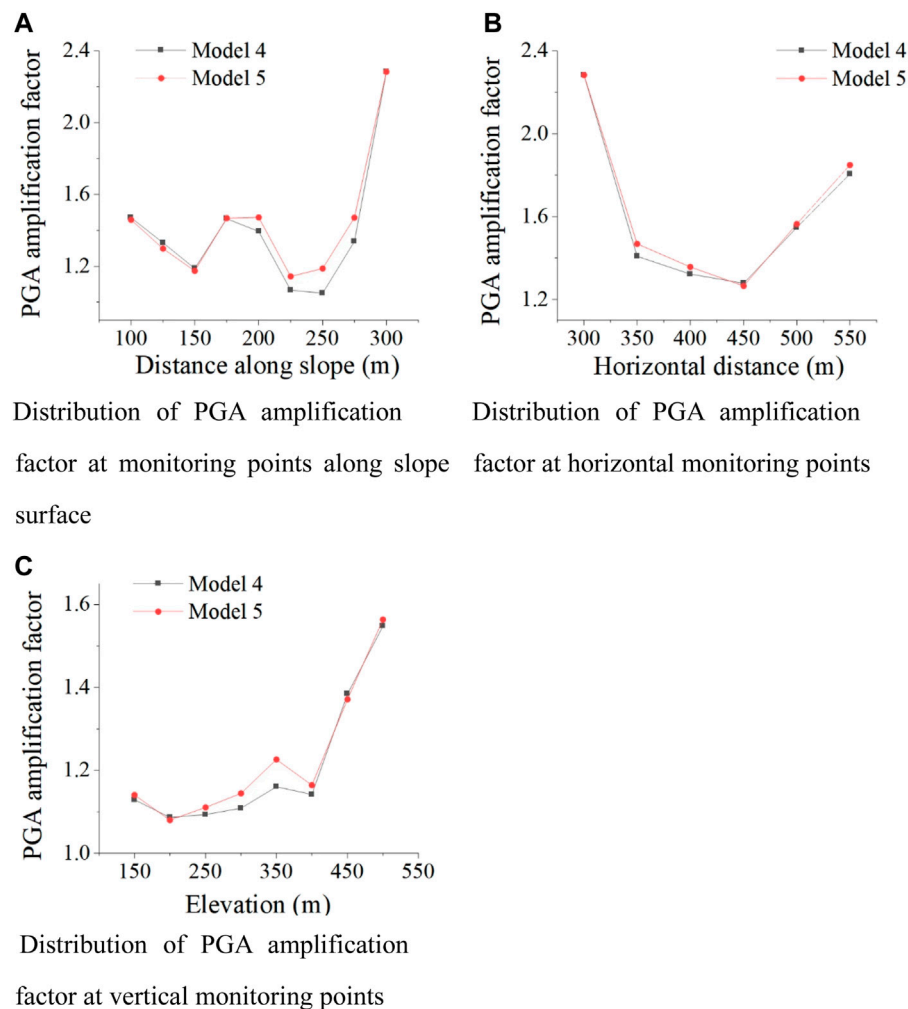 A
Model 4
Model 5
PGA amplification factor
2.4
2.0
1.6
1.2
100 150 200 250 300
Distance along slope (m)
Distribution of PGA amplification
factor at monitoring points along slope
surface
B
Model 4
Model 5
PGA amplification factor
2.4
2.0
1.6
1.2
300 350 400 450 500 550
Horizontal distance (m)
Distribution of PGA amplification
factor at horizontal monitoring points
C
Model 4
Model 5
PGA amplification factor
1.6
1.4
1.2
1.0
150 250 350 450 550
Elevation (m)
Distribution of PGA amplification
factor at vertical monitoring points